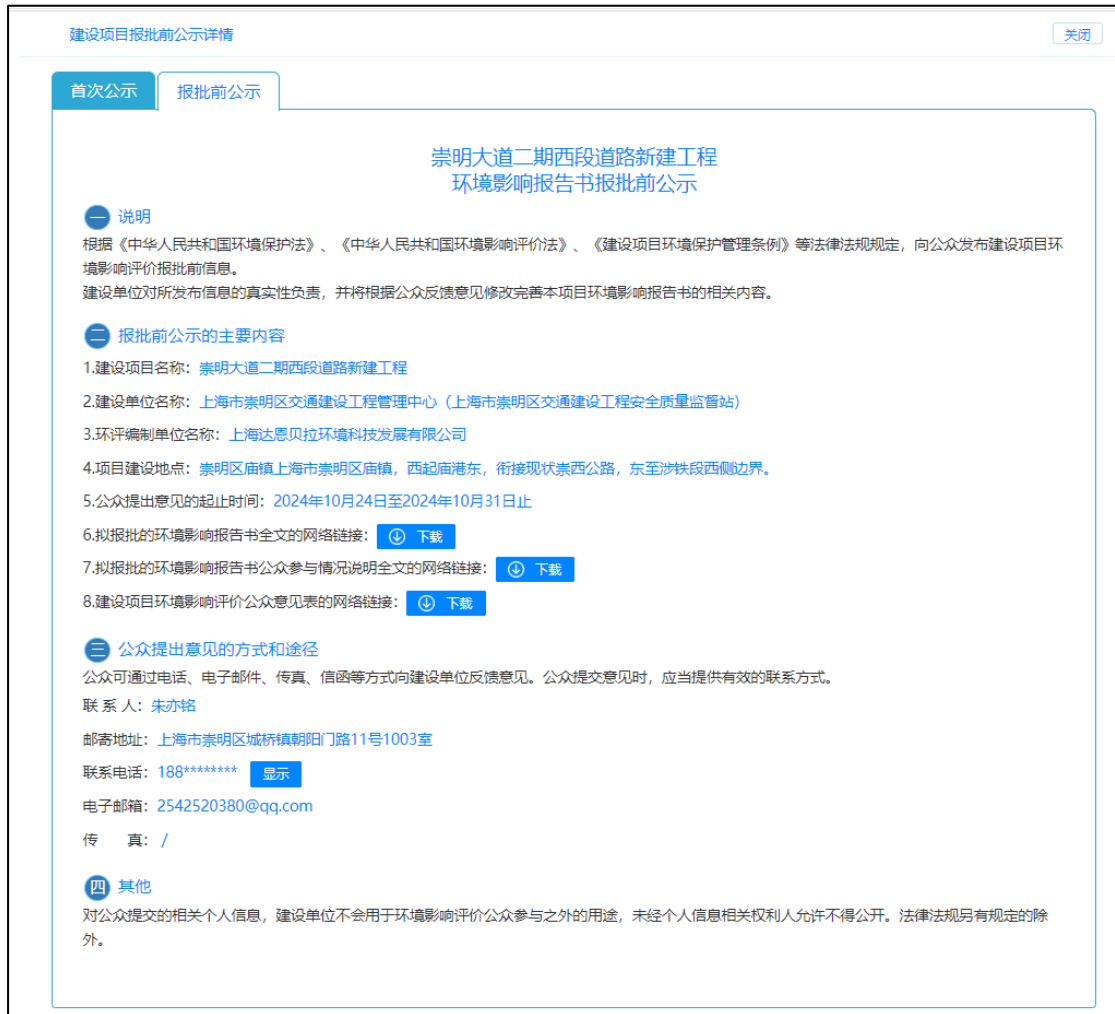 建设项目报批前公示详情
关闭
首次公示
报批前公示
崇明大道二期西段道路新建工程
环境影响报告书报批前公示
一 说明
根据《中华人民共和国环境保护法》、《中华人民共和国环境影响评价法》、《建设项目环境保护管理条例》等法律法规规定，向公众发布建设项目环
境影响评价报批前信息。
建设单位对所发布信息的真实性负责，并将根据公众反馈意见修改完善本项目环境影响报告书的相关内容。
二 报批前公示的主要内容
1.建设项目名称：崇明大道二期西段道路新建工程
2.建设单位名称：上海市崇明区交通建设工程管理中心（上海市崇明区交通建设工程安全质量监督站）
3.环评编制单位名称：上海达恩贝拉环境科技发展有限公司
4.项目建设地点：崇明区庙镇上海市崇明区庙镇，西起庙港东，衔接现状崇西公路，东至涉铁段西侧边界。
5.公众提出意见的起止时间：2024年10月24日至2024年10月31日止
6.拟报批的环境影响报告书全文的网络链接： 下载
7.拟报批的环境影响报告书公众参与情况说明全文的网络链接： 下载
8.建设项目环境影响评价公众意见表的网络链接： 下载
三 公众提出意见的方式和途径
公众可通过电话、电子邮件、传真、信函等方式向建设单位反馈意见。公众提交意见时，应当提供有效的联系方式。
联 系 人：朱亦铭
邮寄地址：上海市崇明区城桥镇朝阳门路11号1003室
联系电话：188******** 显示
电子邮箱：2542520380@qq.com
传 真：/
四 其他
对公众提交的相关个人信息，建设单位不会用于环境影响评价公众参与之外的用途，未经个人信息相关权利人允许不得公开。法律法规另有规定的除
外。